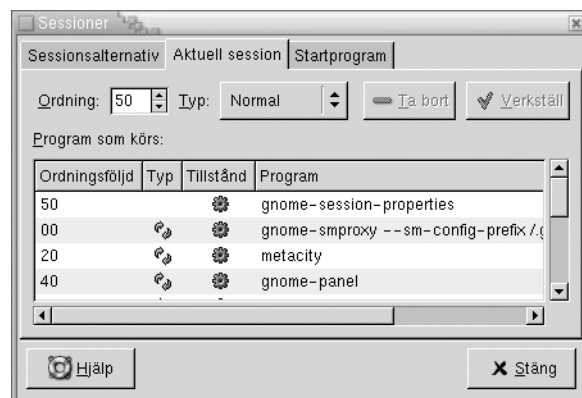 Sessioner
Sessionsalternativ Aktuell session Startprogram
Ordning: 50 Typ: Normal Ta bort Verkställ
Program som körs:
Ordningsföljd Typ Tillstånd Program
50 gnome-session-properties
00 gnome-smproxy --sm-config-prefix /.g
20 metacity
40 gnome-panel
Hjälp Stäng